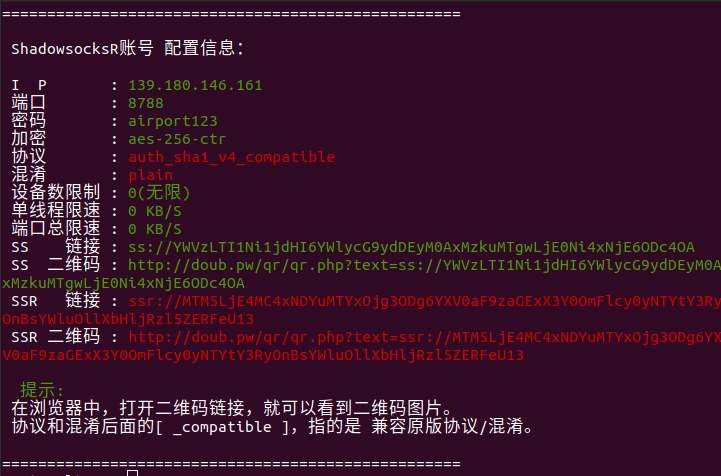 ==================================================
ShadowsocksR账号 配置信息：
I  P       : 139.180.146.161
端口       : 8788
密码       : airport123
加密       : aes-256-ctr
协议       : auth_sha1_v4_compatible
混淆       : plain
设备数限制 : 0(无限)
单线程限速 : 0 KB/S
端口总限速 : 0 KB/S
SS   链接 : ss://YWVzLTI1Ni1jdHI6YWlycG9ydDEyM0AxMzkuMTgwLjE0Ni4xNjE6ODc4OA
SS 二维码 : http://doub.pw/qr/qr.php?text=ss://YWVzLTI1Ni1jdHI6YWlycG9ydDEyM0A
xMzkuMTgwLjE0Ni4xNjE6ODc4OA
SSR  链接 : ssr://MTM5LjE4MC4xNDYuMTYxOjg3ODg6YXV0aF9zaGExX3Y0OmFlcy0yNTYtY3Ry
OnBsYWluOllXbHljRzl5ZERFeU13
SSR 二维码 : http://doub.pw/qr/qr.php?text=ssr://MTM5LjE4MC4xNDYuMTYxOjg3ODg6YX
V0aF9zaGExX3Y0OmFlcy0yNTYtY3RyOnBsYWluOllXbHljRzl5ZERFeU13
提示:
在浏览器中，打开二维码链接，就可以看到二维码图片。
协议和混淆后面的[ _compatible ]，指的是 兼容原版协议/混淆。
==================================================